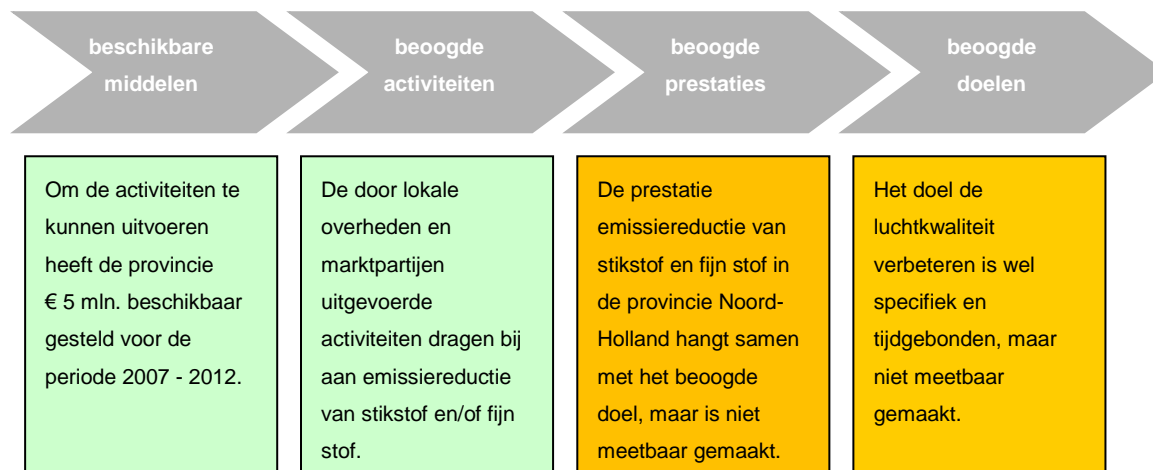 beschikbare
middelen
beoogde
activiteiten
beoogde
prestaties
beoogde
doelen
Om de activiteiten te
kunnen uitvoeren
heeft de provincie
€ 5 mln. beschikbaar
gesteld voor de
periode 2007 - 2012.
De door lokale
overheden en
marktpartijen
uitgevoerde
activiteiten dragen bij
aan emissiereductie
van stikstof en/of fijn
stof.
De prestatie
emissiereductie van
stikstof en fijn stof in
de provincie Noord-
Holland hangt samen
met het beoogde
doel, maar is niet
meetbaar gemaakt.
Het doel de
luchtkwaliteit
verbeteren is wel
specifiek en
tijdgebonden, maar
niet meetbaar
gemaakt.